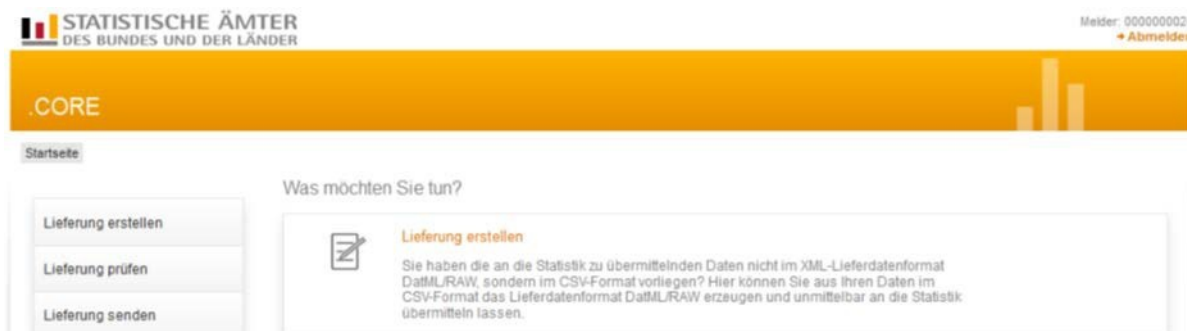 STATISTISCHE ÄMTER
DES BUNDES UND DER LÄNDER
Melder: 000000002
Abmelden
.CORE
Startseite
Was möchten Sie tun?
Lieferung erstellen
Lieferung prüfen
Lieferung senden
Lieferung erstellen
Sie haben die an die Statistik zu übermittelnden Daten nicht im XML-Lieferdatenformat
DatML/RAW, sondern im CSV-Format vorliegen? Hier können Sie aus Ihren Daten im
CSV-Format das Lieferdatenformat DatML/RAW erzeugen und unmittelbar an die Statistik
übermitteln lassen.